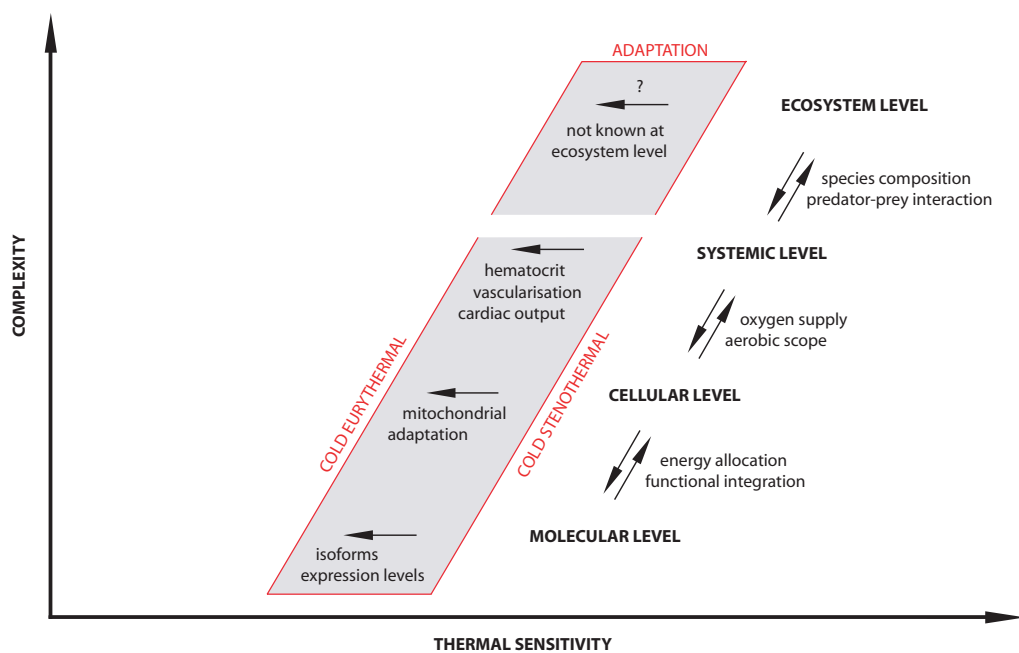 ADAPTATION
?
not known at
ecosystem level
ECOSYSTEM LEVEL
species composition
predator-prey interaction
hematocrit
vascularisation
cardiac output
SYSTEMIC LEVEL
oxygen supply
aerobic scope
mitochondrial
adaptation
CELLULAR LEVEL
energy allocation
functional integration
isoforms
expression levels
MOLECULAR LEVEL
COLD EURYTHERMAL
COLD STENOTHERMAL
COMPLEXITY
THERMAL SENSITIVITY